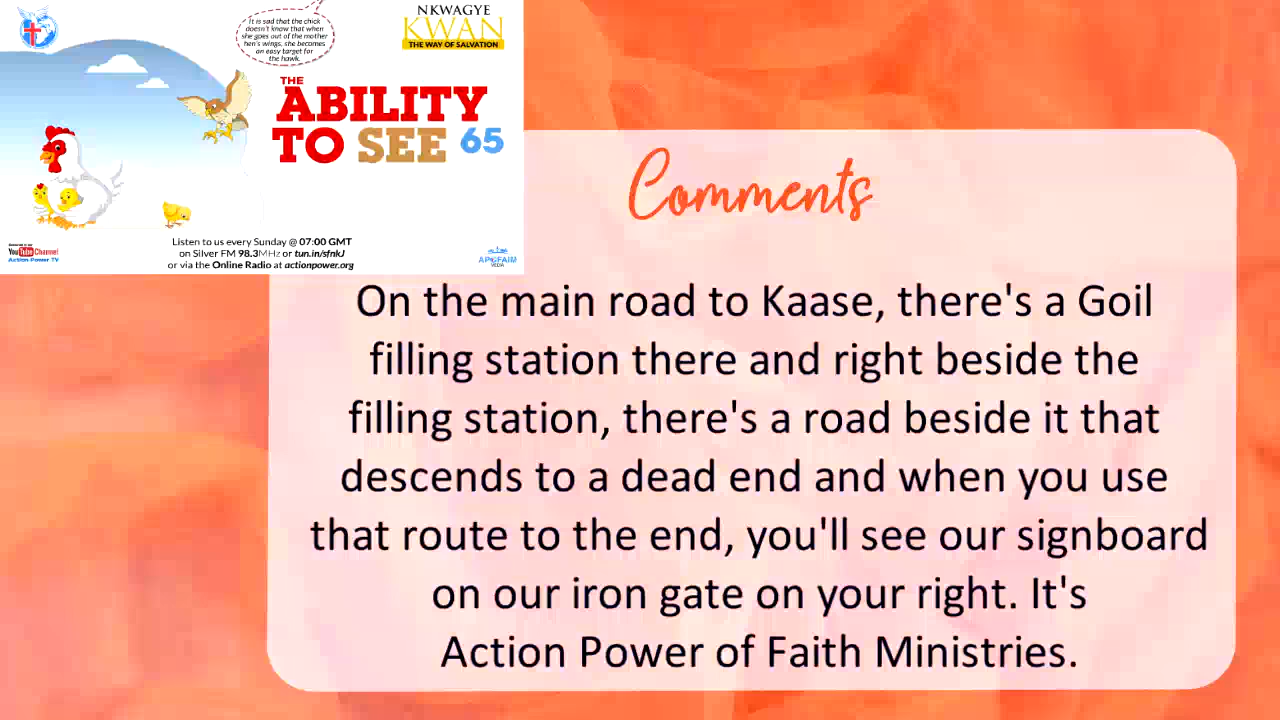 It is sad that the chick
doesn't know that when
she goes out of the mother
hen's wings, she becomes
an easy target for
the hawk.
NKWAGYE
KWAN
THE WAY OF SALVATION
THE
ABILITY
TO SEE 65
Listen to us every Sunday @ 07:00 GMT
on Silver FM 98.3MHz or tun.in/sfnkJ
or via the Online Radio at actionpower.org
YouTube Channel
Action Power TV
Comments
On the main road to Kaase, there's a Goil
filling station there and right beside the
filling station, there's a road beside it that
descends to a dead end and when you use
that route to the end, you'll see our signboard
on our iron gate on your right. It's
Action Power of Faith Ministries.